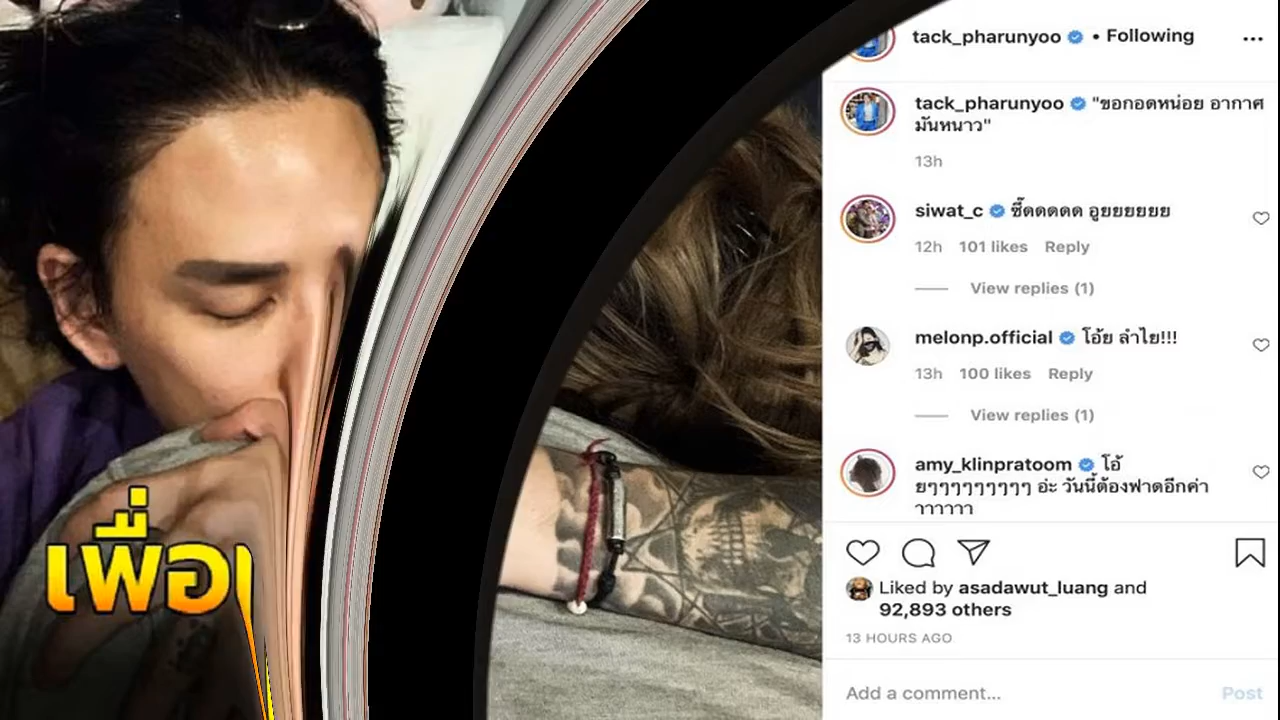 เพื่อ
tack_pharunyoo • Following
tack_pharunyoo "ขอกอดหน่อย อากาศ
มันหนาว"
13h
siwat_c ซี๊ดดดดด อูยยยยยย
12h 101 likes Reply
View replies (1)
melonp.official โอ้ย ลำไย!!!
13h 100 likes Reply
View replies (1)
amy_klinpratoom โอ้
ยๆๆๆๆๆๆๆๆๆ อ่ะ วันนี้ต้องฟาดอีกค่า
าาาาาา
Liked by asadawut_luang and
92,893 others
13 HOURS AGO
Add a comment... Post